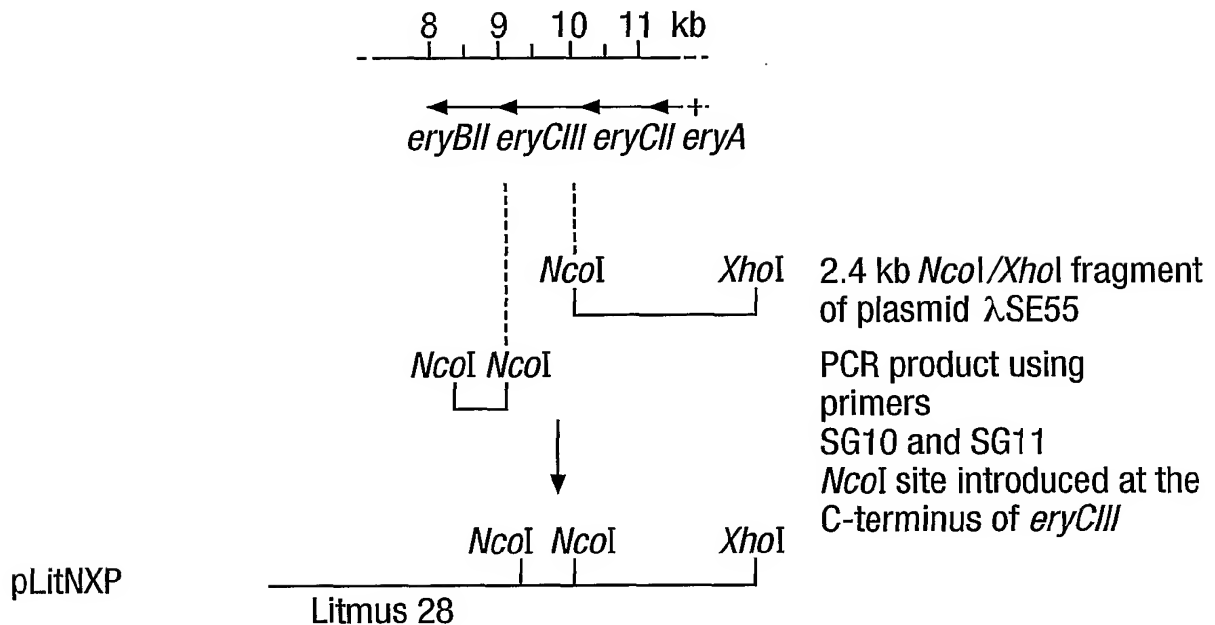 8 9 10 11 kb
eryBII eryCIII eryCII eryA
NcoI XhoI
2.4 kb NcoI/XhoI fragment
of plasmid λSE55
NcoI NcoI
PCR product using
primers
SG10 and SG11
NcoI site introduced at the
C-terminus of eryCIII
NcoI NcoI XhoI
pLitNXP
Litmus 28